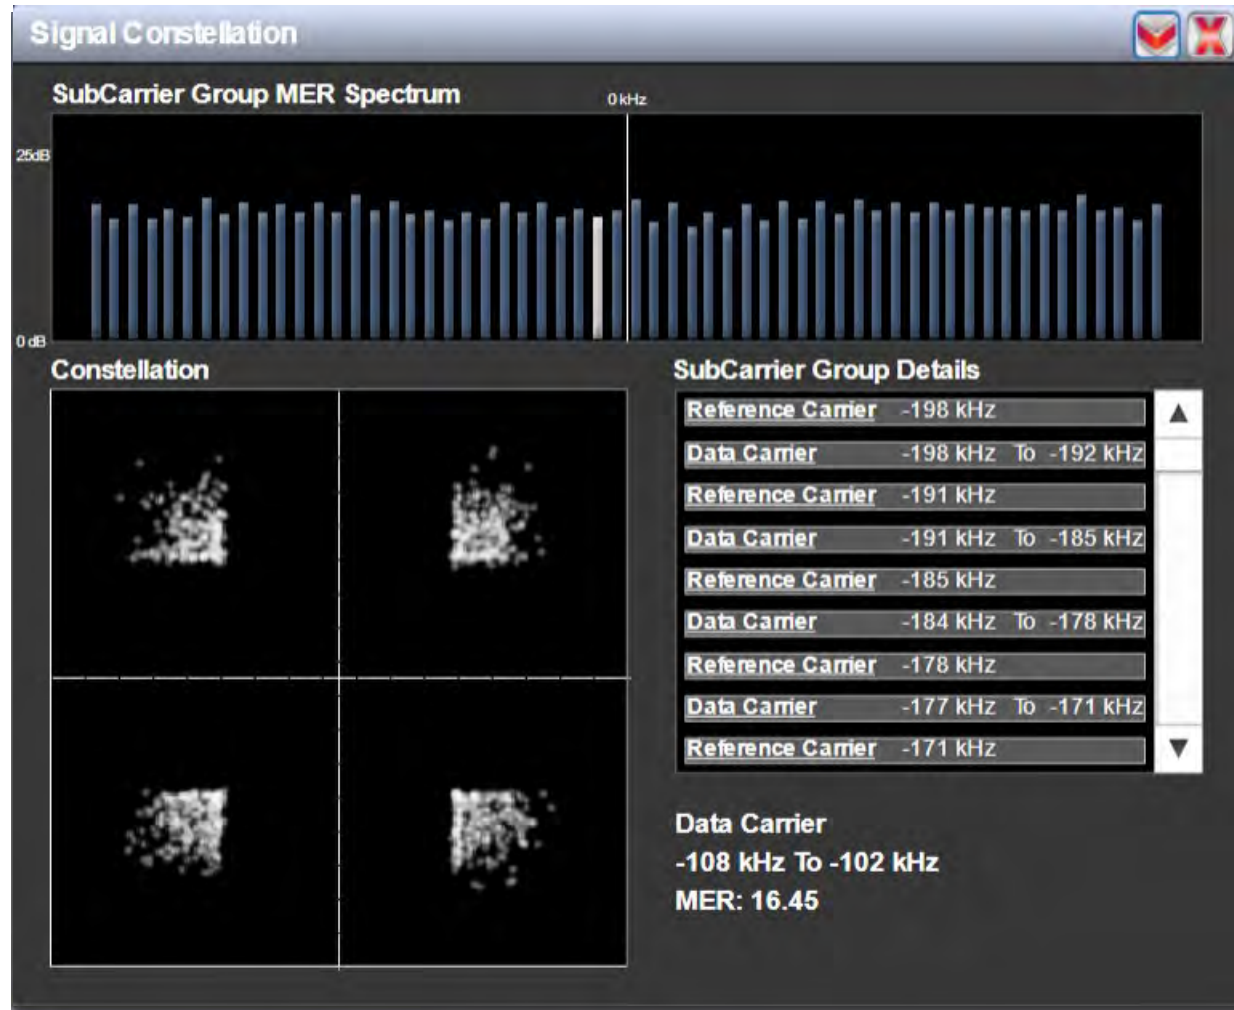 Signal Constellation
SubCarrier Group MER Spectrum
0 kHz
25dB
0 dB
Constellation
SubCarrier Group Details
Reference Carrier -198 kHz
Data Carrier -198 kHz To -192 kHz
Reference Carrier -191 kHz
Data Carrier -191 kHz To -185 kHz
Reference Carrier -185 kHz
Data Carrier -184 kHz To -178 kHz
Reference Carrier -178 kHz
Data Carrier -177 kHz To -171 kHz
Reference Carrier -171 kHz
Data Carrier
-108 kHz To -102 kHz
MER: 16.45